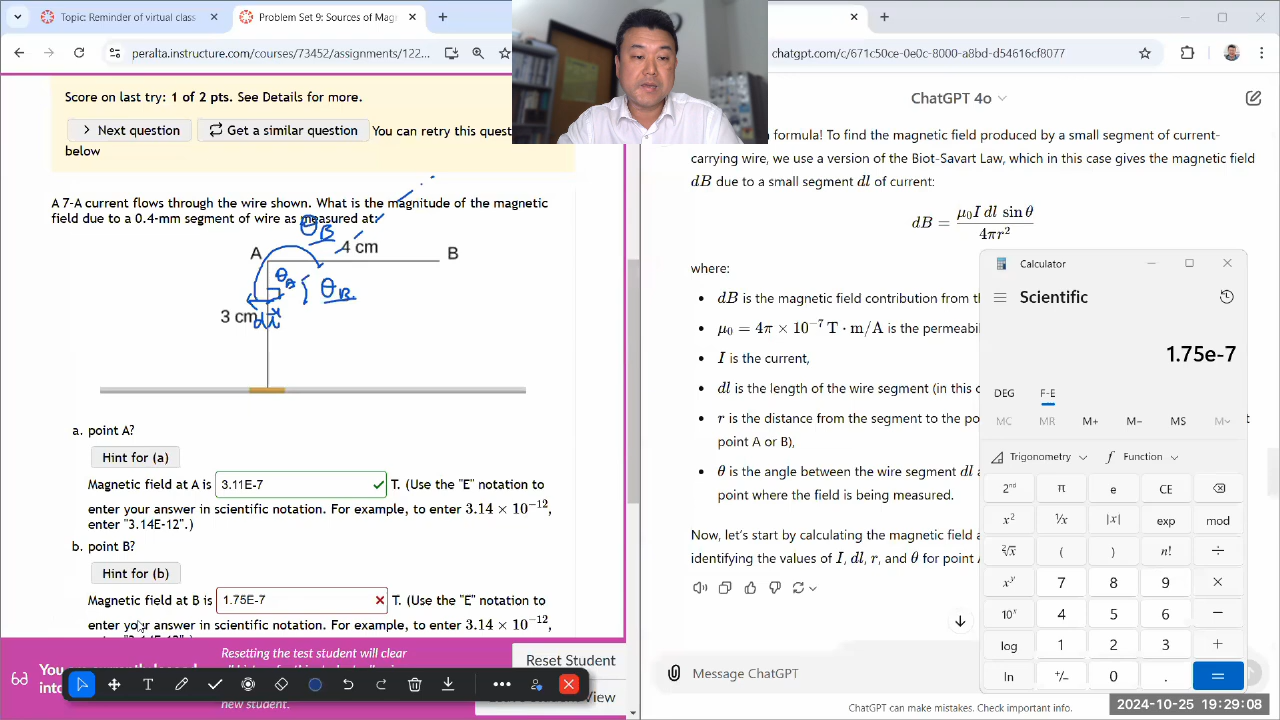 Topic: Reminder of virtual class
Problem Set 9: Sources of Mag
peralta.instructure.com/courses/73452/assignments/122...
chatgpt.com/c/671c50ce-de0c-8000-a8bd-d54616cf8077
Score on last try: 1 of 2 pts. See Details for more.
Next question
Get a similar question
You can retry this quest
below
A 7-A current flows through the wire shown. What is the magnitude of the magnetic
field due to a 0.4-mm segment of wire as measured at:
θB
A
4 cm
B
θA
θB
3 cm
dl
a. point A?
Hint for (a)
Magnetic field at A is 3.11E-7 T. (Use the "E" notation to
enter your answer in scientific notation. For example, to enter 3.14 × 10⁻¹²,
enter "3.14E-12".)
b. point B?
Hint for (b)
Magnetic field at B is 1.75E-7 T. (Use the "E" notation to
enter your answer in scientific notation. For example, to enter 3.14 × 10⁻¹²,
Resetting the test student will clear
new student.
Reset Student
View
ChatGPT 4o
formula! To find the magnetic field produced by a small segment of current-
carrying wire, we use a version of the Biot-Savart Law, which in this case gives the magnetic field
dB due to a small segment dl of current:
dB = μ₀I dl sin θ / 4πr²
where:
dB is the magnetic field contribution from th
μ₀ = 4π × 10⁻⁷ T · m/A is the permeabi
I is the current,
dl is the length of the wire segment (in this c
r is the distance from the segment to the po
point A or B),
θ is the angle between the wire segment dl a
point where the field is being measured.
Now, let's start by calculating the magnetic field a
identifying the values of I, dl, r, and θ for point A
Message ChatGPT
ChatGPT can make mistakes. Check important info.
Calculator
Scientific
1.75e-7
DEG F-E
MC MR M+ M− MS M
Trigonometry Function
2ⁿᵈ π e CE
x² ¹/x |x| exp mod
²√x ( ) n! ÷
xʸ 7 8 9 ×
10ˣ 4 5 6 −
log 1 2 3 +
+/− 0 . =
2024-10-25 19:29:08